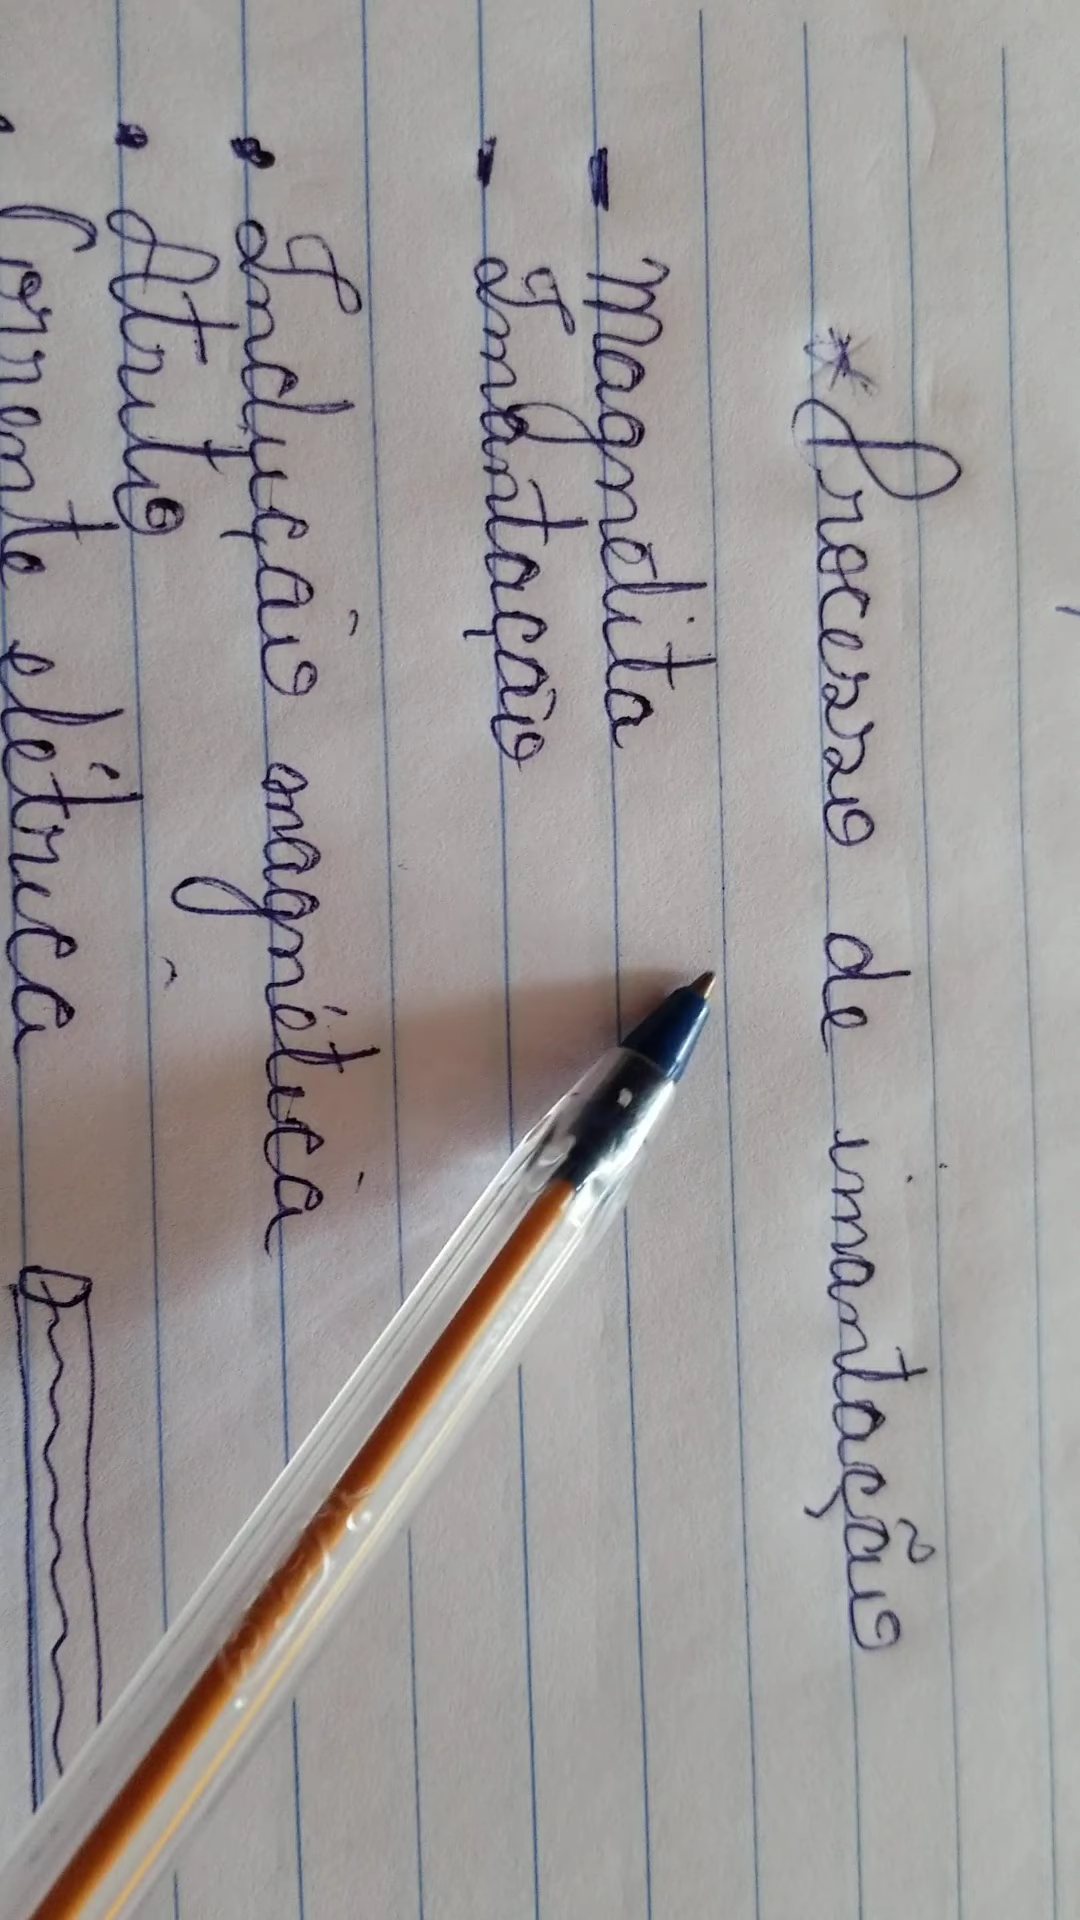 * Processo de imantação
- Magnetita
- Imantação
• Indução magnética
• Atrito
• Corrente elétrica